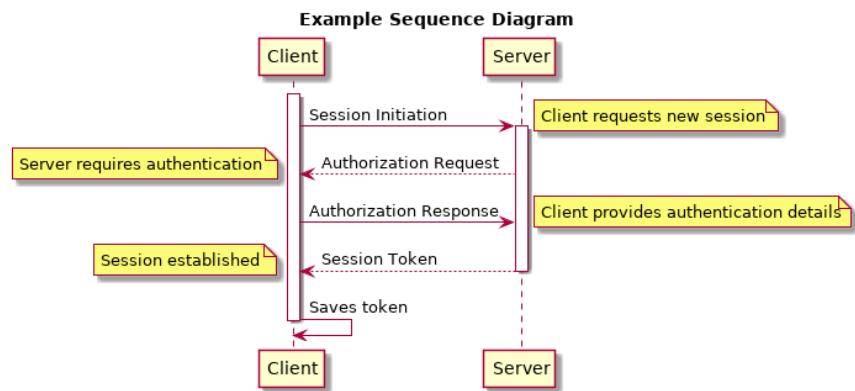 Example Sequence Diagram
Client
Server
Session Initiation
Client requests new session
Server requires authentication
Authorization Request
Authorization Response
Client provides authentication details
Session established
Session Token
Saves token
Client
Server